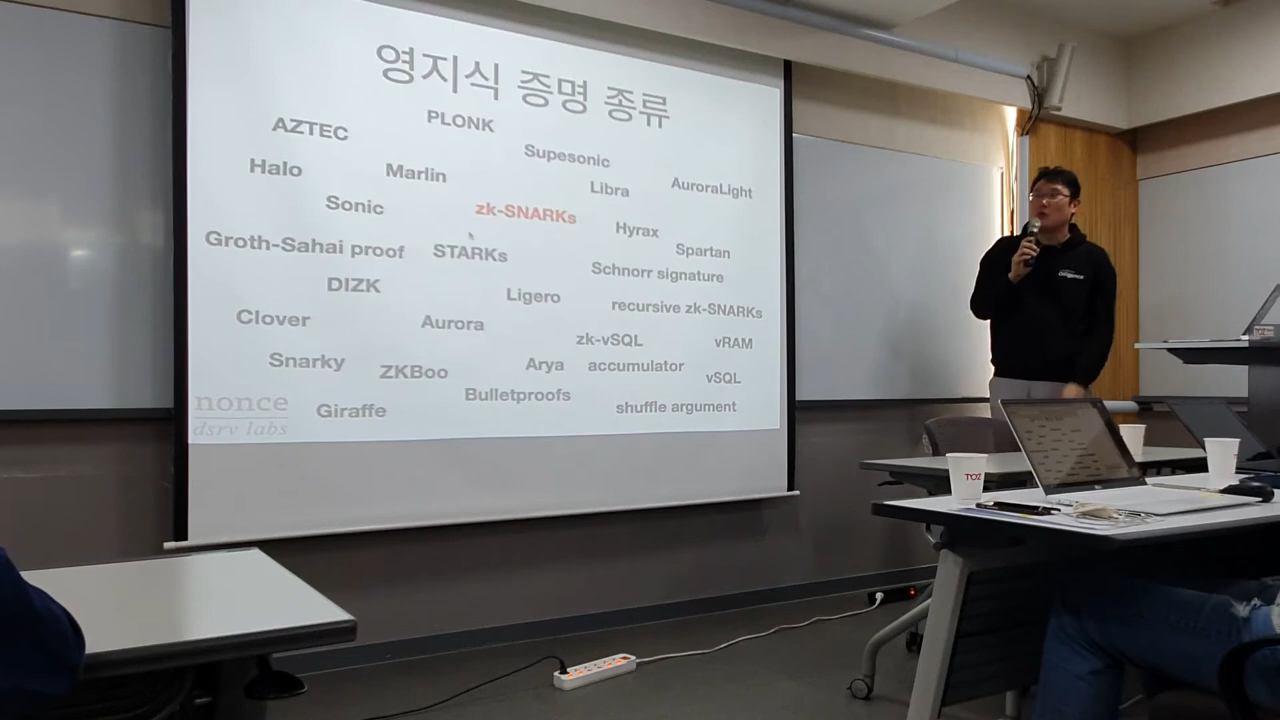 영지식 증명 종류
AZTEC
PLONK
Supesonic
Halo
Marlin
Libra
AuroraLight
Sonic
zk-SNARKs
Hyrax
Groth-Sahai proof
STARKs
Spartan
Schnorr signature
DIZK
Ligero
recursive zk-SNARKs
Clover
Aurora
zk-vSQL
vRAM
Snarky
ZKBoo
Arya
accumulator
vSQL
Bulletproofs
Giraffe
shuffle argument
nonce
dsrv labs
Diligence
TOZ